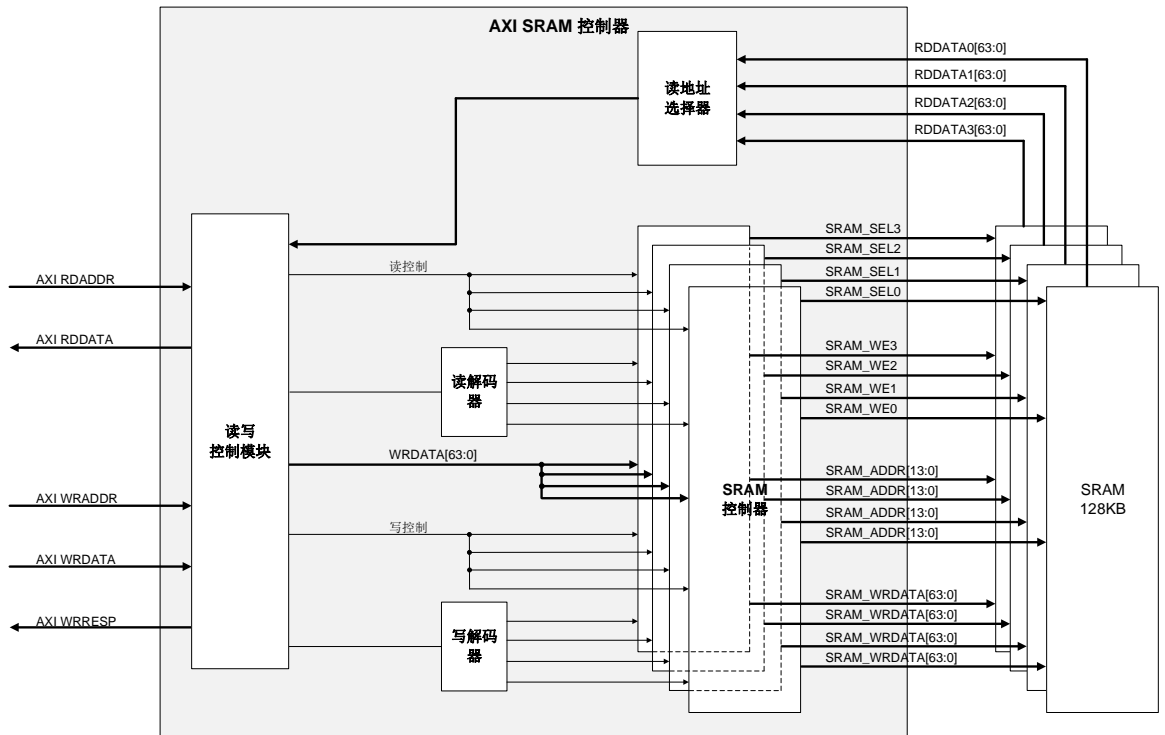 AXI SRAM 控制器
RDDATA0[63:0]
RDDATA1[63:0]
RDDATA2[63:0]
RDDATA3[63:0]
读地址
选择器
SRAM_SEL3
SRAM_SEL2
SRAM_SEL1
SRAM_SEL0
AXI RDADDR
读控制
AXI RDDATA
SRAM_WE3
SRAM_WE2
SRAM_WE1
SRAM_WE0
读解码
器
读写
控制模块
WRDATA[63:0]
SRAM
控制器
SRAM_ADDR[13:0]
SRAM_ADDR[13:0]
SRAM_ADDR[13:0]
SRAM_ADDR[13:0]
SRAM
128KB
AXI WRADDR
写控制
AXI WRDATA
SRAM_WRDATA[63:0]
SRAM_WRDATA[63:0]
SRAM_WRDATA[63:0]
SRAM_WRDATA[63:0]
AXI WRRESP
写解码
器